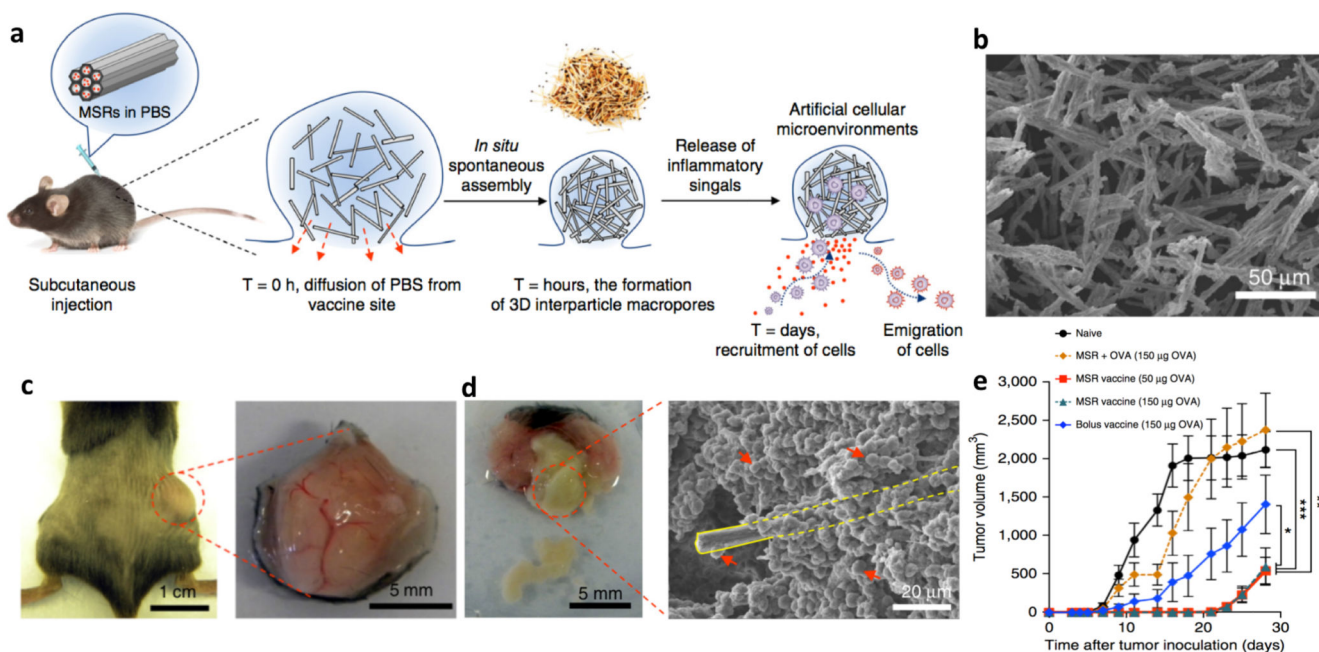 a
MSRs in PBS
Subcutaneous
injection
T = 0 h, diffusion of PBS from
vaccine site
In situ
spontaneous
assembly
T = hours, the formation
of 3D interparticle macropores
Release of
inflammatory
singals
Artificial cellular
microenvironments
T = days,
recruitment of cells
Emigration
of cells
b
50 µm
c
1 cm
5 mm
d
5 mm
20 µm
e
Naive
MSR + OVA (150 µg OVA)
MSR vaccine (50 µg OVA)
MSR vaccine (150 µg OVA)
Bolus vaccine (150 µg OVA)
Tumor volume (mm³)
3,000
2,500
2,000
1,500
1,000
500
0
0
10
20
30
Time after tumor inoculation (days)
*
***
**